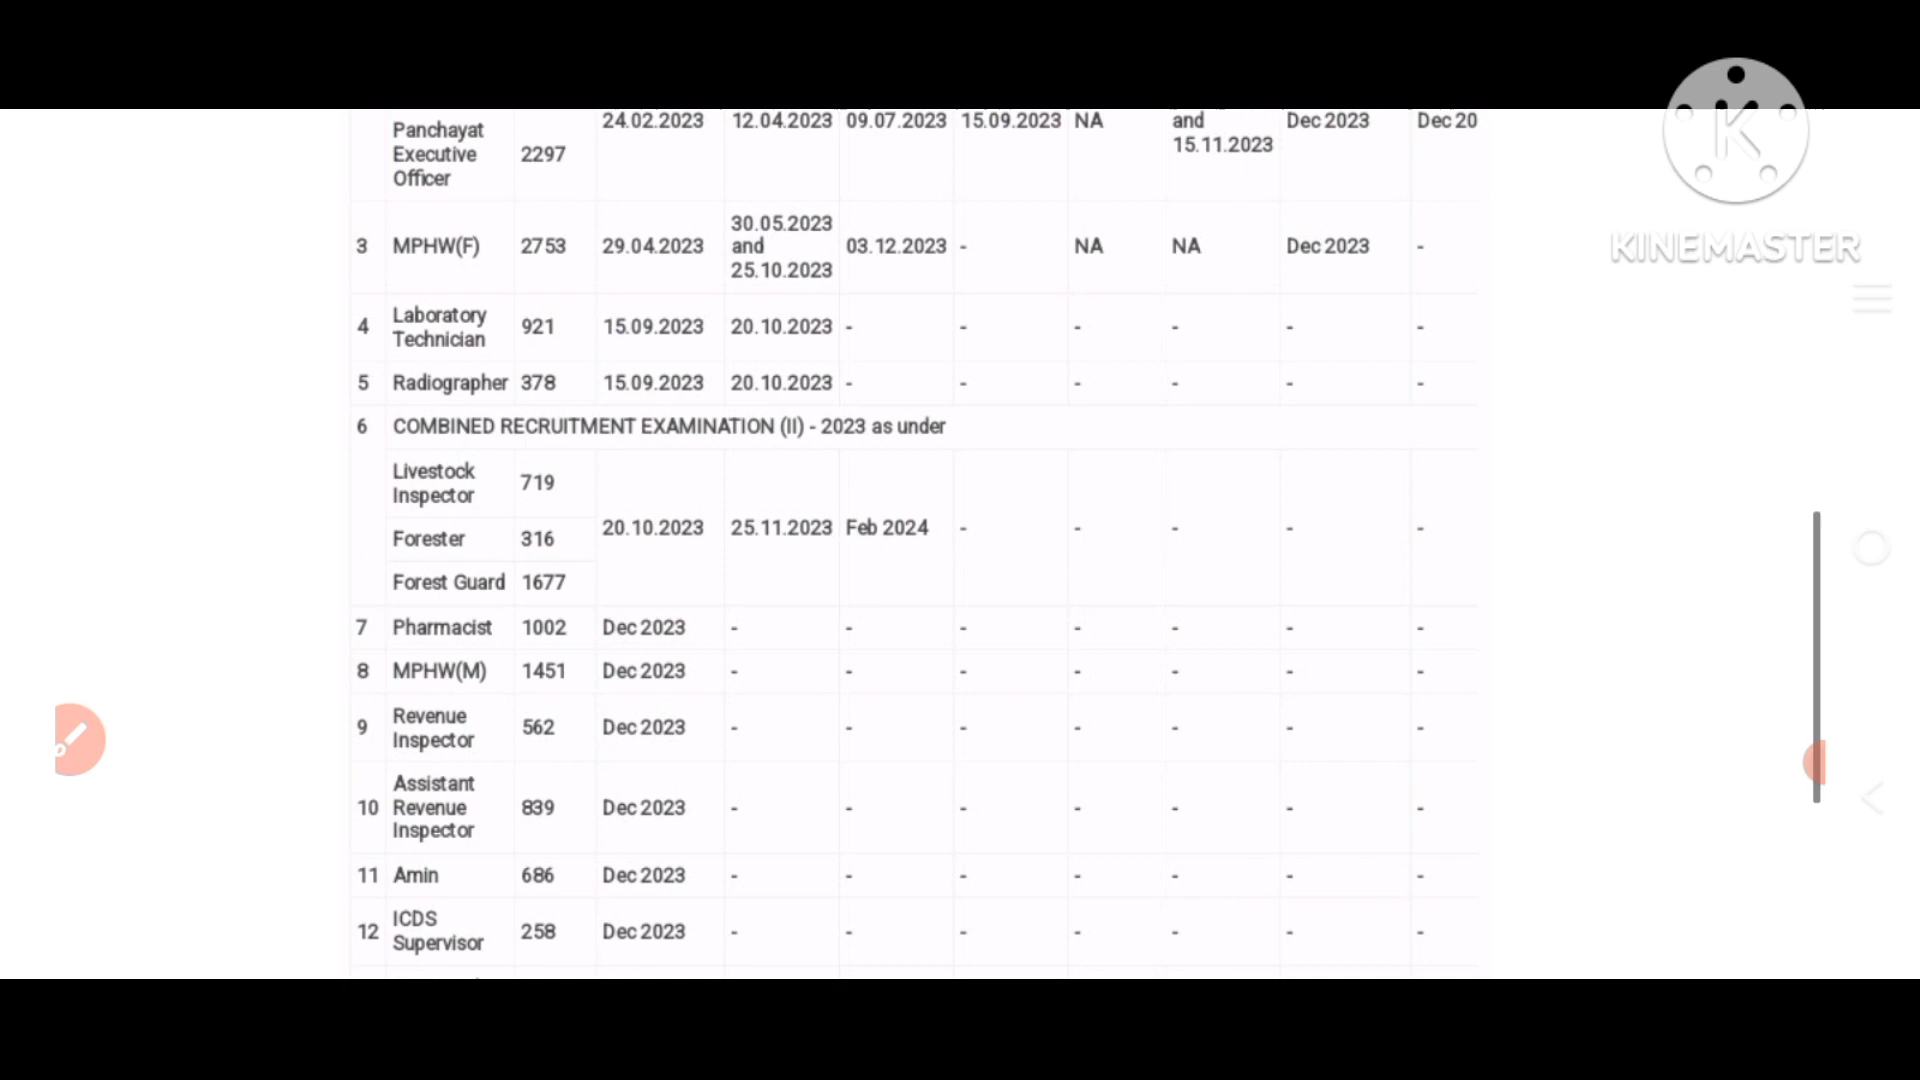 24.02.2023 12.04.2023 09.07.2023 15.09.2023 NA and Dec 2023 Dec 20
Panchayat
Executive 2297
Officer
15.11.2023
3 MPHW(F) 2753 29.04.2023 30.05.2023 and 25.10.2023 03.12.2023 - NA NA Dec 2023 -
4 Laboratory Technician 921 15.09.2023 20.10.2023 - - - - - -
5 Radiographer 378 15.09.2023 20.10.2023 - - - - - -
6 COMBINED RECRUITMENT EXAMINATION (II) - 2023 as under
Livestock Inspector 719
Forester 316
20.10.2023 25.11.2023 Feb 2024 - - - - -
Forest Guard 1677
7 Pharmacist 1002 Dec 2023 - - - - - - -
8 MPHW(M) 1451 Dec 2023 - - - - - - -
9 Revenue Inspector 562 Dec 2023 - - - - - - -
10 Assistant Revenue Inspector 839 Dec 2023 - - - - - - -
11 Amin 686 Dec 2023 - - - - - - -
12 ICDS Supervisor 258 Dec 2023 - - - - - - -
K
KINEMASTER